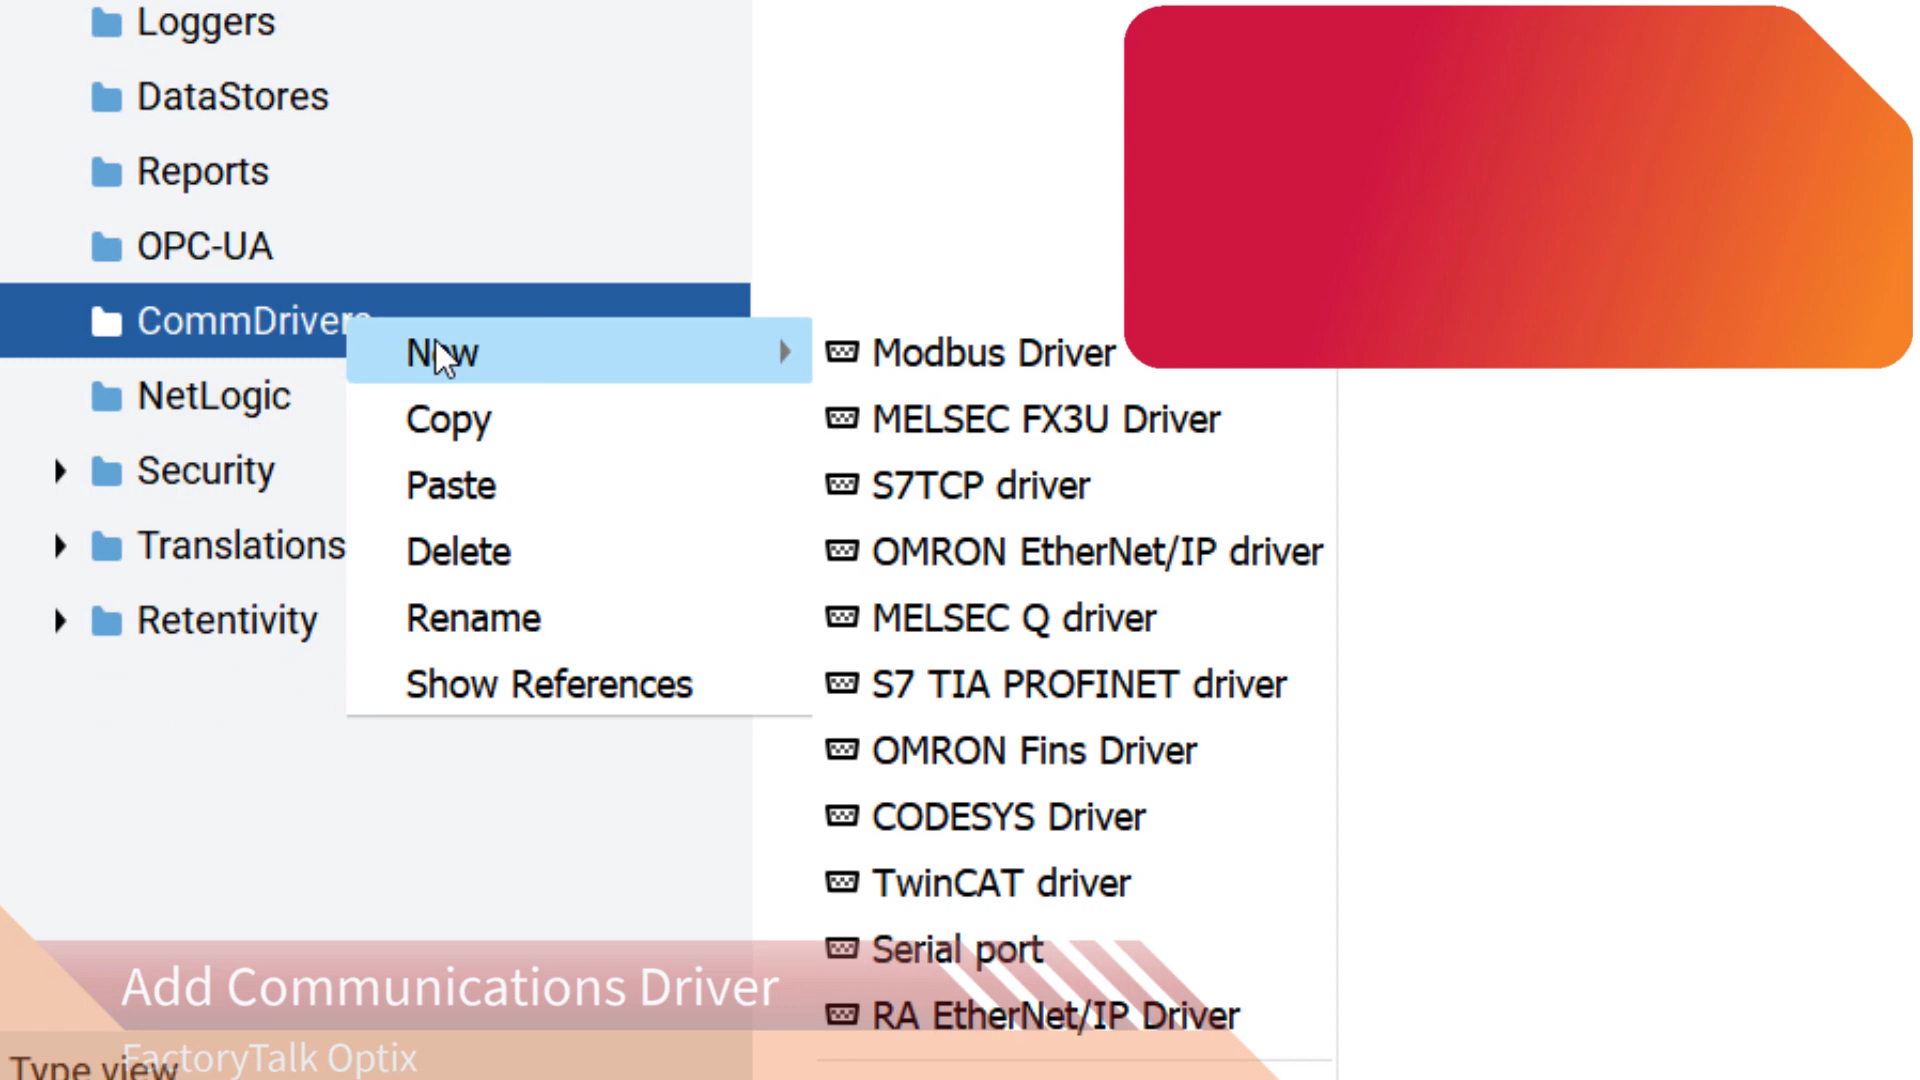 Loggers
DataStores
Reports
OPC-UA
CommDrivers
NetLogic
Security
Translations
Retentivity
New
Copy
Paste
Delete
Rename
Show References
Modbus Driver
MELSEC FX3U Driver
S7TCP driver
OMRON EtherNet/IP driver
MELSEC Q driver
S7 TIA PROFINET driver
OMRON Fins Driver
CODESYS Driver
TwinCAT driver
Serial port
RA EtherNet/IP Driver
Add Communications Driver
FactoryTalk Optix
Type view